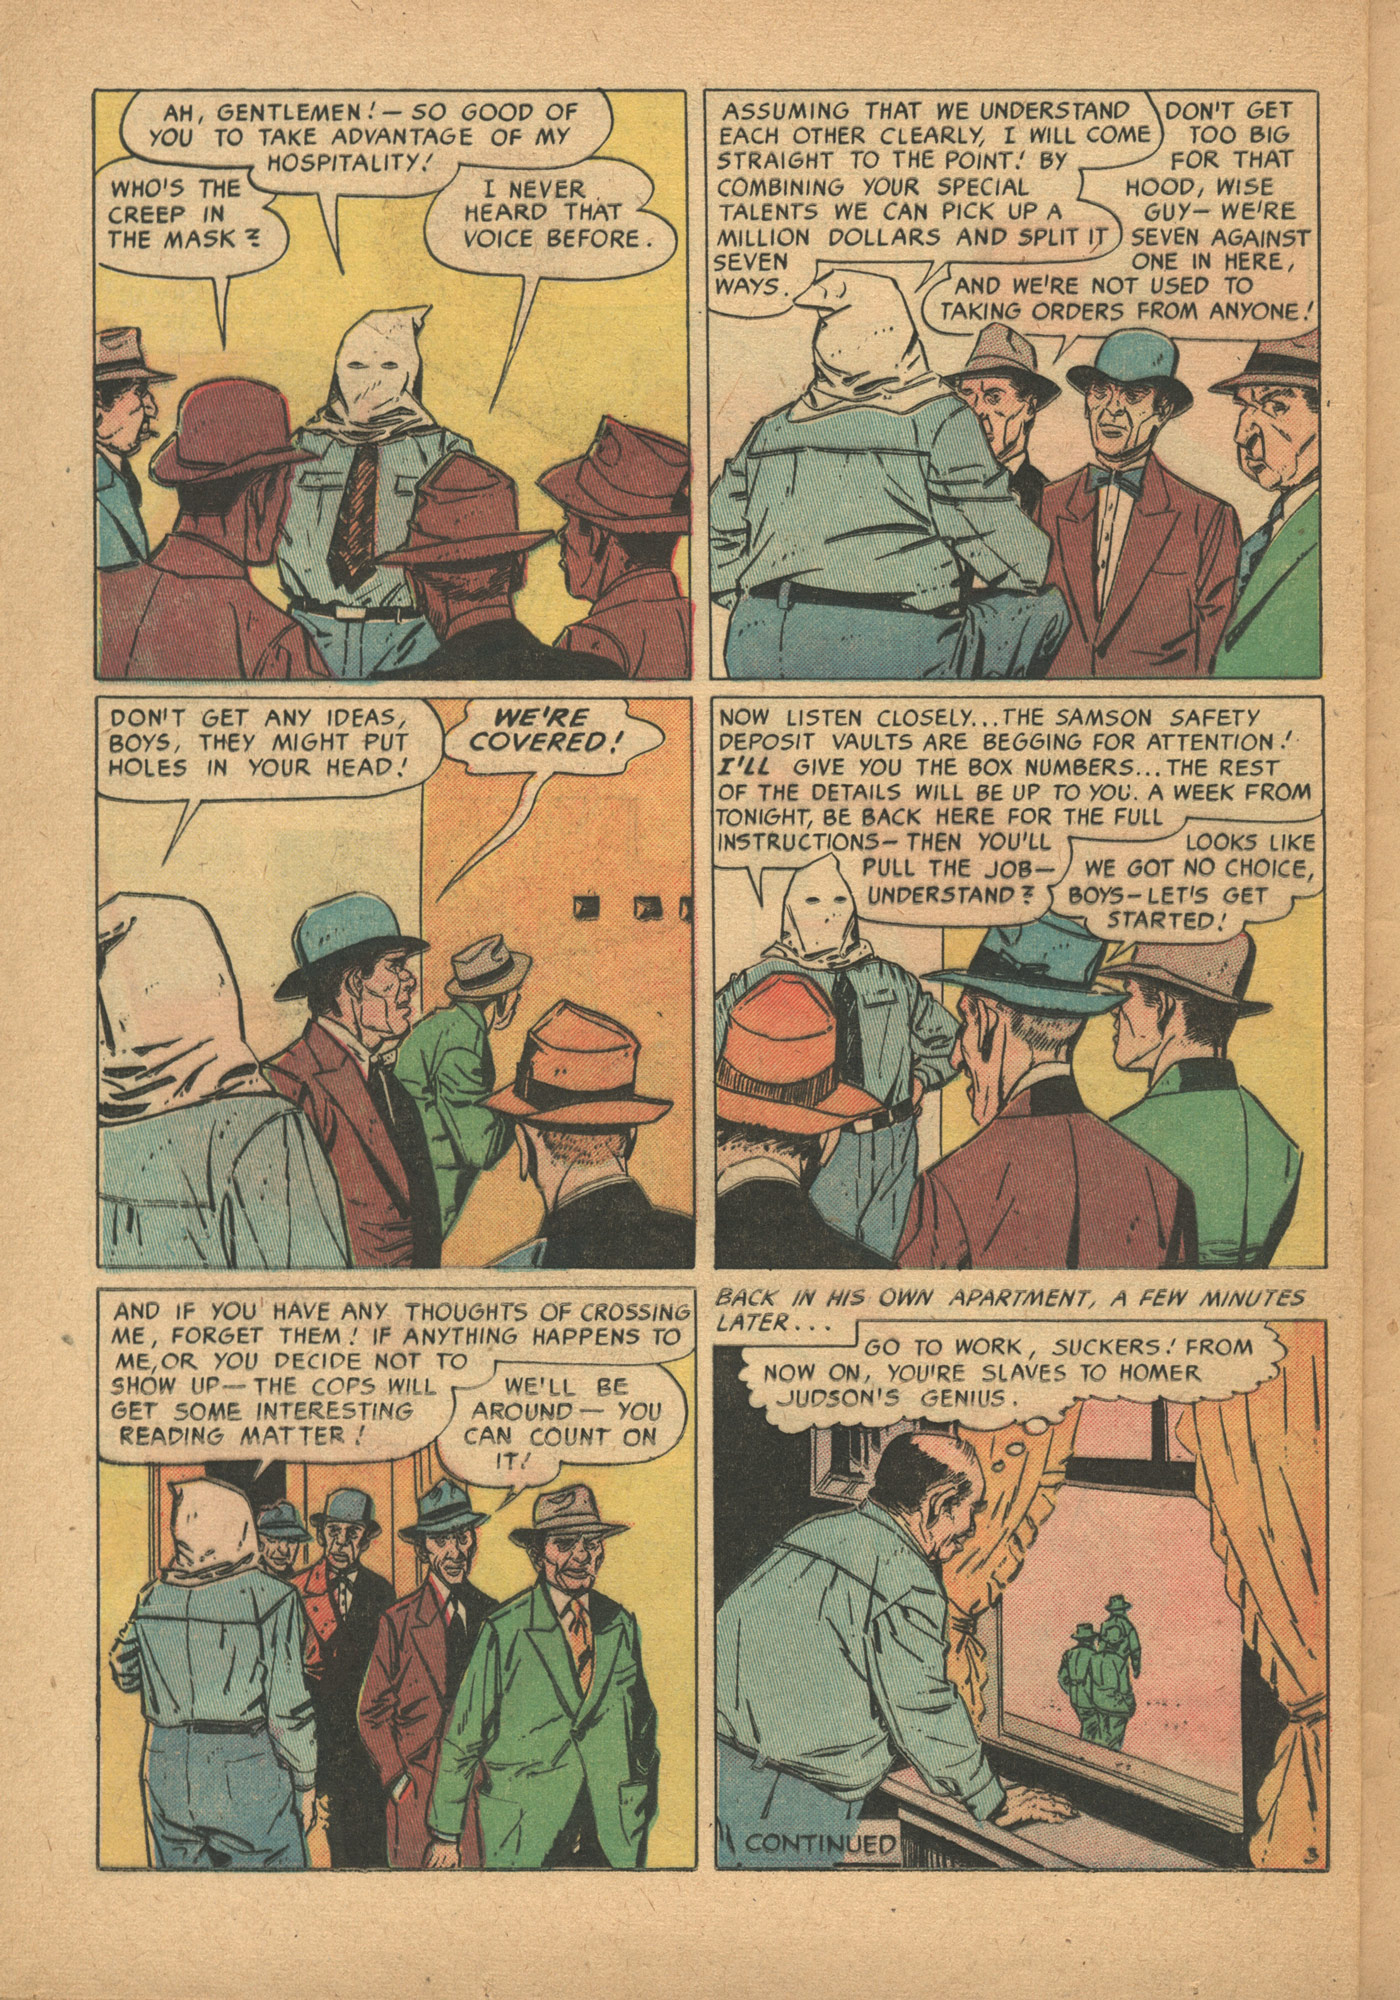 AH, GENTLEMEN! — SO GOOD OF
YOU TO TAKE ADVANTAGE OF MY
HOSPITALITY!
WHO'S THE
CREEP IN
THE MASK?
I NEVER
HEARD THAT
VOICE BEFORE.
ASSUMING THAT WE UNDERSTAND
EACH OTHER CLEARLY, I WILL COME
STRAIGHT TO THE POINT! BY
COMBINING YOUR SPECIAL
TALENTS WE CAN PICK UP A
MILLION DOLLARS AND SPLIT IT
SEVEN
WAYS.
DON'T GET
TOO BIG
FOR THAT
HOOD, WISE
GUY — WE'RE
SEVEN AGAINST
ONE IN HERE,
AND WE'RE NOT USED TO
TAKING ORDERS FROM ANYONE!
DON'T GET ANY IDEAS,
BOYS, THEY MIGHT PUT
HOLES IN YOUR HEAD!
WE'RE
COVERED!
NOW LISTEN CLOSELY... THE SAMSON SAFETY
DEPOSIT VAULTS ARE BEGGING FOR ATTENTION!
I'LL GIVE YOU THE BOX NUMBERS... THE REST
OF THE DETAILS WILL BE UP TO YOU. A WEEK FROM
TONIGHT, BE BACK HERE FOR THE FULL
INSTRUCTIONS — THEN YOU'LL
PULL THE JOB —
UNDERSTAND?
LOOKS LIKE
WE GOT NO CHOICE,
BOYS — LET'S GET
STARTED!
AND IF YOU HAVE ANY THOUGHTS OF CROSSING
ME, FORGET THEM! IF ANYTHING HAPPENS TO
ME, OR YOU DECIDE NOT TO
SHOW UP — THE COPS WILL
GET SOME INTERESTING
READING MATTER!
WE'LL BE
AROUND — YOU
CAN COUNT ON
IT!
BACK IN HIS OWN APARTMENT, A FEW MINUTES
LATER...
GO TO WORK, SUCKERS! FROM
NOW ON, YOU'RE SLAVES TO HOMER
JUDSON'S GENIUS.
CONTINUED
3